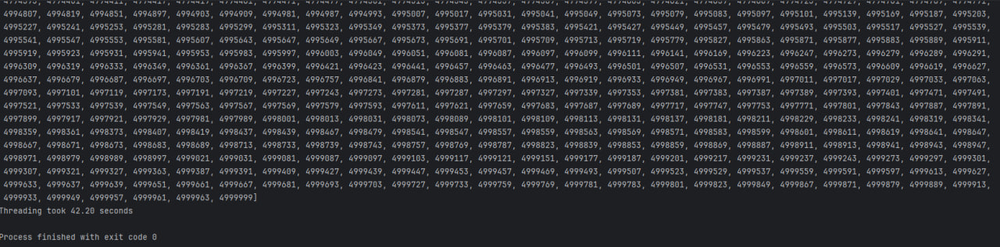 4994807, 4994819, 4994851, 4994897, 4994903, 4994909, 4994981, 4994987, 4994993, 4995007, 4995017, 4995031, 4995041, 4995049, 4995073, 4995079, 4995083, 4995097, 4995101, 4995139, 4995169, 4995187, 4995203,
4995227, 4995241, 4995253, 4995281, 4995283, 4995299, 4995311, 4995323, 4995349, 4995373, 4995377, 4995379, 4995383, 4995421, 4995427, 4995449, 4995457, 4995479, 4995493, 4995503, 4995517, 4995527, 4995539,
4995541, 4995547, 4995553, 4995581, 4995607, 4995643, 4995647, 4995649, 4995667, 4995673, 4995691, 4995701, 4995709, 4995713, 4995719, 4995779, 4995827, 4995863, 4995871, 4995877, 4995883, 4995889, 4995911,
4995919, 4995923, 4995931, 4995941, 4995953, 4995983, 4995997, 4996003, 4996049, 4996051, 4996081, 4996087, 4996097, 4996099, 4996111, 4996141, 4996169, 4996223, 4996247, 4996273, 4996279, 4996289, 4996291,
4996309, 4996319, 4996333, 4996349, 4996361, 4996367, 4996399, 4996421, 4996423, 4996441, 4996457, 4996463, 4996477, 4996493, 4996501, 4996507, 4996531, 4996553, 4996559, 4996573, 4996609, 4996619, 4996627,
4996637, 4996679, 4996687, 4996697, 4996703, 4996709, 4996723, 4996757, 4996841, 4996879, 4996883, 4996891, 4996913, 4996919, 4996933, 4996949, 4996967, 4996991, 4997011, 4997017, 4997029, 4997033, 4997063,
4997093, 4997101, 4997119, 4997173, 4997191, 4997219, 4997227, 4997243, 4997273, 4997281, 4997287, 4997297, 4997327, 4997339, 4997353, 4997381, 4997383, 4997387, 4997389, 4997393, 4997401, 4997471, 4997491,
4997521, 4997533, 4997539, 4997549, 4997563, 4997567, 4997569, 4997579, 4997593, 4997611, 4997621, 4997659, 4997683, 4997687, 4997689, 4997717, 4997747, 4997753, 4997771, 4997801, 4997843, 4997887, 4997891,
4997899, 4997917, 4997921, 4997929, 4997981, 4997989, 4998001, 4998013, 4998031, 4998073, 4998089, 4998101, 4998109, 4998113, 4998131, 4998137, 4998181, 4998211, 4998229, 4998233, 4998241, 4998319, 4998341,
4998359, 4998361, 4998373, 4998407, 4998419, 4998437, 4998439, 4998467, 4998479, 4998541, 4998547, 4998557, 4998559, 4998563, 4998569, 4998571, 4998583, 4998599, 4998601, 4998611, 4998619, 4998641, 4998647,
4998667, 4998671, 4998673, 4998683, 4998689, 4998713, 4998733, 4998739, 4998743, 4998757, 4998769, 4998787, 4998823, 4998839, 4998853, 4998859, 4998869, 4998887, 4998911, 4998913, 4998941, 4998943, 4998947,
4998971, 4998979, 4998989, 4998997, 4999021, 4999031, 4999081, 4999087, 4999097, 4999103, 4999117, 4999121, 4999151, 4999177, 4999187, 4999201, 4999217, 4999231, 4999237, 4999243, 4999273, 4999297, 4999301,
4999307, 4999321, 4999327, 4999363, 4999387, 4999391, 4999409, 4999427, 4999439, 4999447, 4999453, 4999457, 4999469, 4999493, 4999507, 4999523, 4999529, 4999537, 4999559, 4999591, 4999597, 4999613, 4999627,
4999633, 4999637, 4999639, 4999651, 4999661, 4999667, 4999681, 4999693, 4999703, 4999727, 4999733, 4999759, 4999769, 4999781, 4999783, 4999801, 4999823, 4999849, 4999867, 4999871, 4999879, 4999889, 4999913,
4999933, 4999949, 4999957, 4999961, 4999963, 4999999]
Threading took 42.20 seconds
Process finished with exit code 0